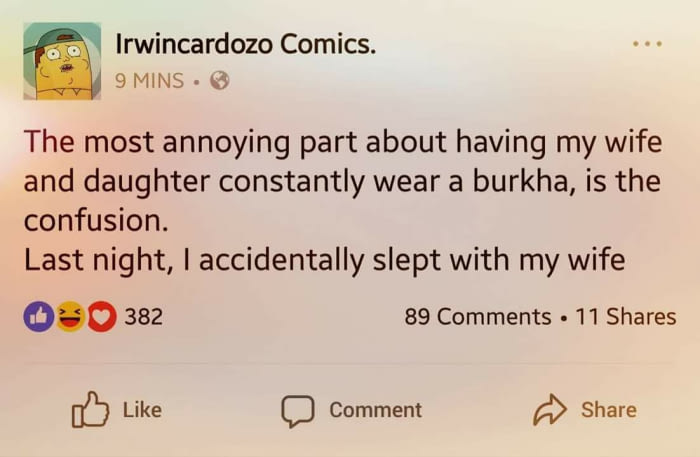 Irwincardozo Comics.
9 MINS •
The most annoying part about having my wife
and daughter constantly wear a burkha, is the
confusion.
Last night, I accidentally slept with my wife
382
89 Comments • 11 Shares
Like
Comment
Share